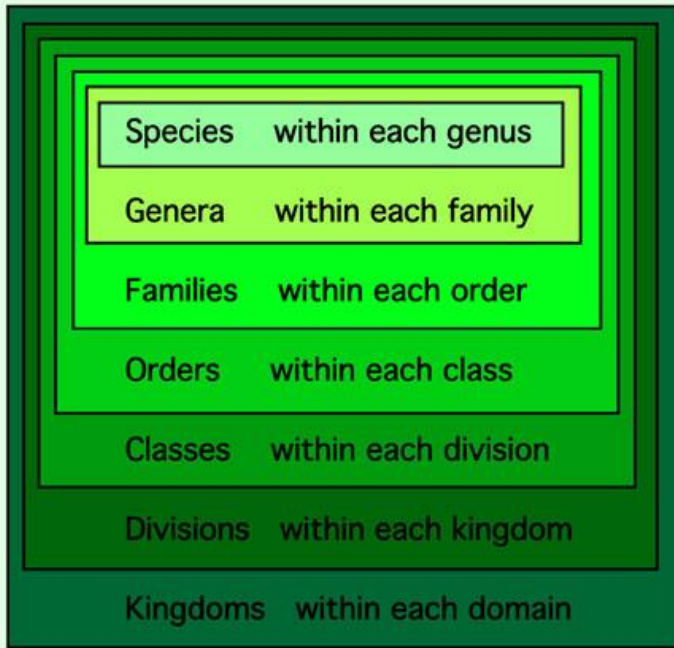 Species within each genus
Genera within each family
Families within each order
Orders within each class
Classes within each division
Divisions within each kingdom
Kingdoms within each domain